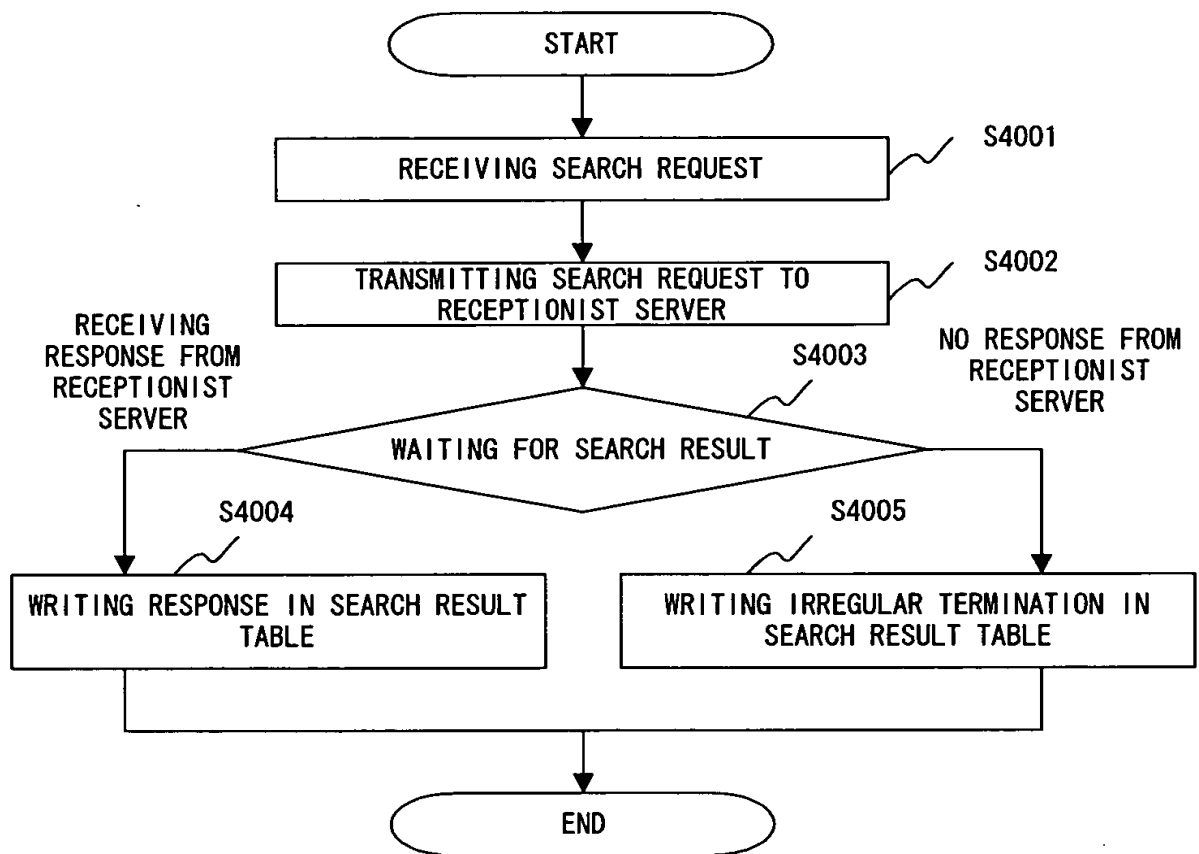 START
S4001
RECEIVING SEARCH REQUEST
S4002
TRANSMITTING SEARCH REQUEST TO
RECEPTIONIST SERVER
RECEIVING
RESPONSE FROM
RECEPTIONIST
SERVER
S4003
NO RESPONSE FROM
RECEPTIONIST
SERVER
WAITING FOR SEARCH RESULT
S4004
S4005
WRITING RESPONSE IN SEARCH RESULT
TABLE
WRITING IRREGULAR TERMINATION IN
SEARCH RESULT TABLE
END